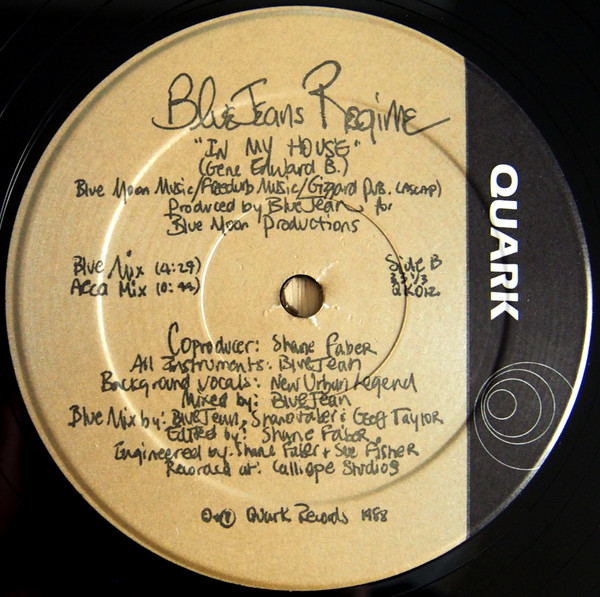 BlueJeans Regime
"IN MY HOUSE"
(Gene Edward B.)
Blue Moon Music/Freedurb Music/Gizzard Pub. (ASCAP)
Produced by BlueJean for
Blue Moon Productions
Blue Mix (4:29)
Acca Mix (0:44)
Side B
33 1/3
QK012
Coproducer: Shane Faber
All Instruments: BlueJean
Background Vocals: New Urban Legend
Mixed by: BlueJean
Blue Mix by: BlueJean, Shane Faber & Geoff Taylor
Edited by: Shane Faber
Engineered by: Shane Faber + Sue Fisher
Recorded at: Calliope Studios
Quark Records 1988
QUARK